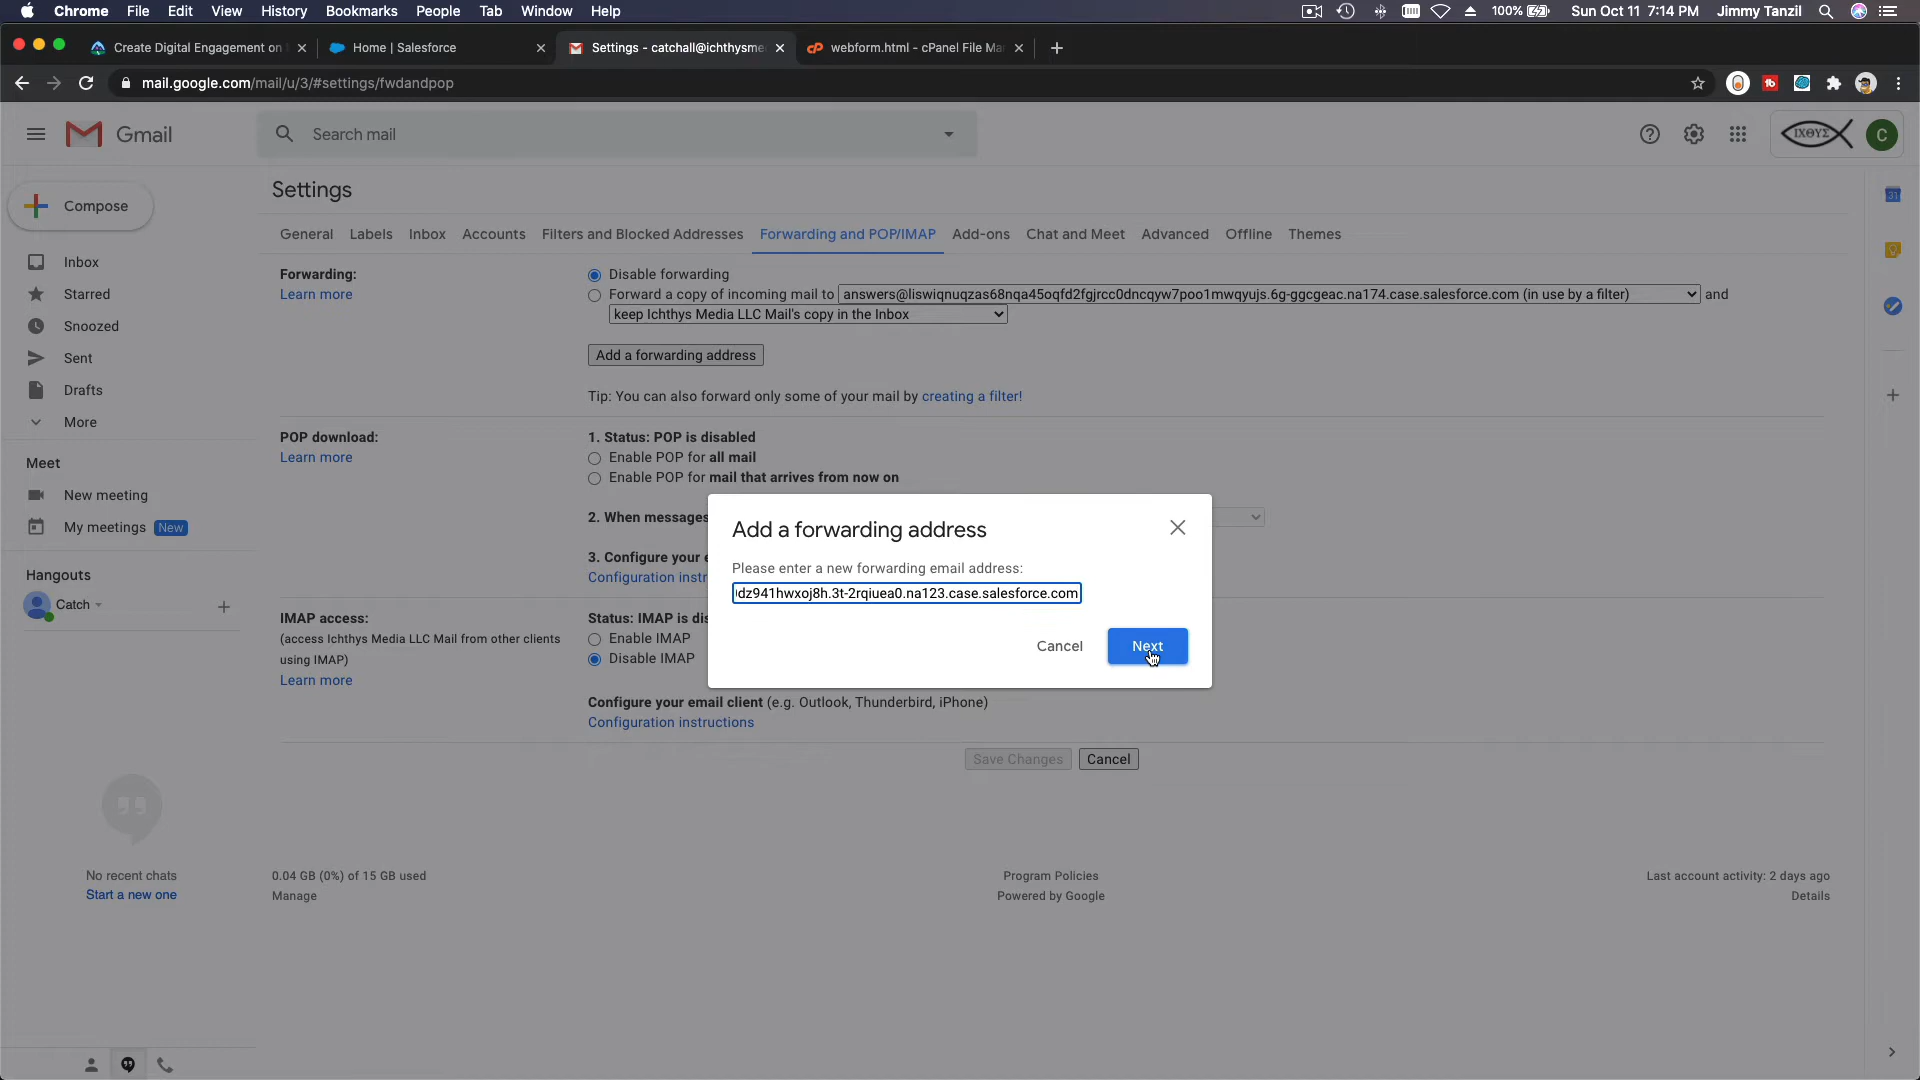 Chrome File Edit View History Bookmarks People Tab Window Help 100% Sun Oct 11 7:14 PM Jimmy Tanzil
Create Digital Engagement on
Home | Salesforce
Settings - catchall@ichthysme
webform.html - cPanel File Ma
mail.google.com/mail/u/3/#settings/fwdandpop
Gmail
Search mail
ΙΧΘΥΣ
C
Compose
Inbox
Starred
Snoozed
Sent
Drafts
More
Meet
New meeting
My meetings New
Hangouts
Catch
No recent chats
Start a new one
Settings
General Labels Inbox Accounts Filters and Blocked Addresses Forwarding and POP/IMAP Add-ons Chat and Meet Advanced Offline Themes
Forwarding:
Learn more
Disable forwarding
Forward a copy of incoming mail to answers@liswiqnuqzas68nqa45oqfd2fgjrcc0dncqyw7poo1mwqyujs.6g-ggcgeac.na174.case.salesforce.com (in use by a filter) and
keep Ichthys Media LLC Mail's copy in the Inbox
Add a forwarding address
Tip: You can also forward only some of your mail by creating a filter!
POP download:
Learn more
1. Status: POP is disabled
Enable POP for all mail
Enable POP for mail that arrives from now on
2. When messages
3. Configure your e
Configuration instr
IMAP access:
(access Ichthys Media LLC Mail from other clients
using IMAP)
Learn more
Status: IMAP is dis
Enable IMAP
Disable IMAP
Configure your email client (e.g. Outlook, Thunderbird, iPhone)
Configuration instructions
Save Changes Cancel
Add a forwarding address
Please enter a new forwarding email address:
dz941hwxoj8h.3t-2rqiuea0.na123.case.salesforce.com
Cancel Next
0.04 GB (0%) of 15 GB used
Manage
Program Policies
Powered by Google
Last account activity: 2 days ago
Details